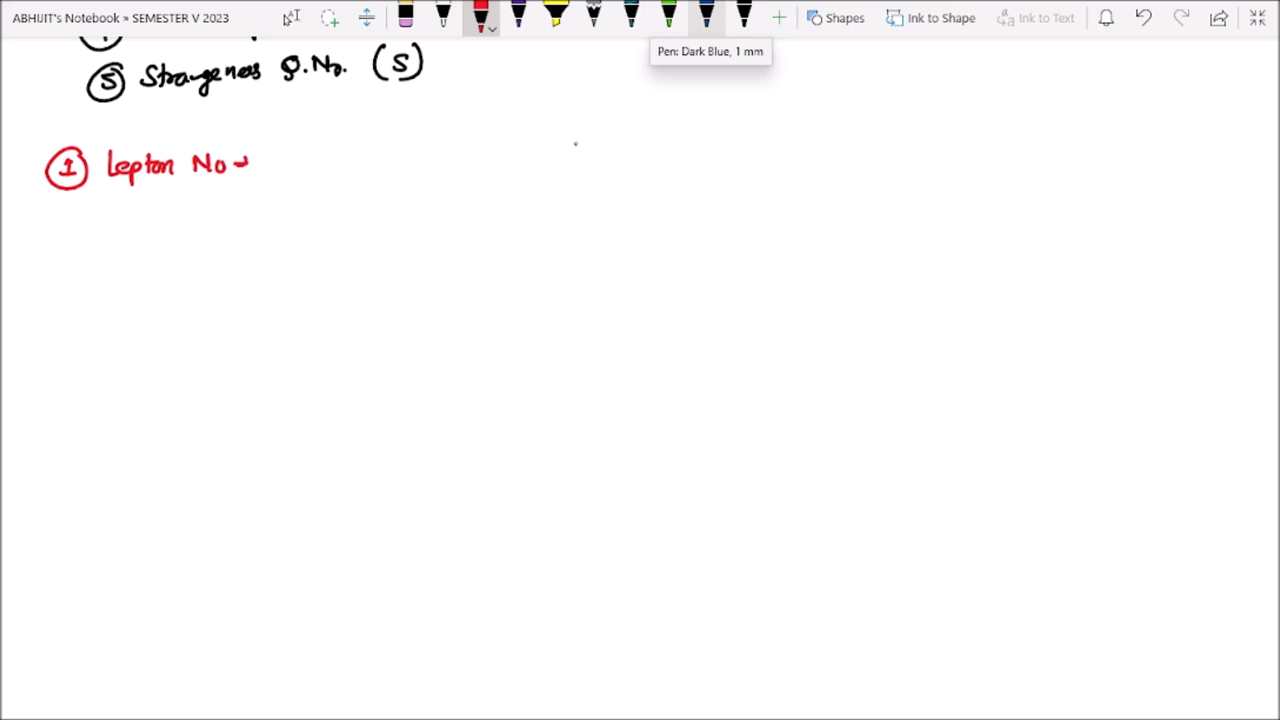 ABHIJIT's Notebook » SEMESTER V 2023
Shapes
Ink to Shape
Ink to Text
Pen: Dark Blue, 1 mm
⑤ Strangeness Q.No. (S)
① Lepton No →